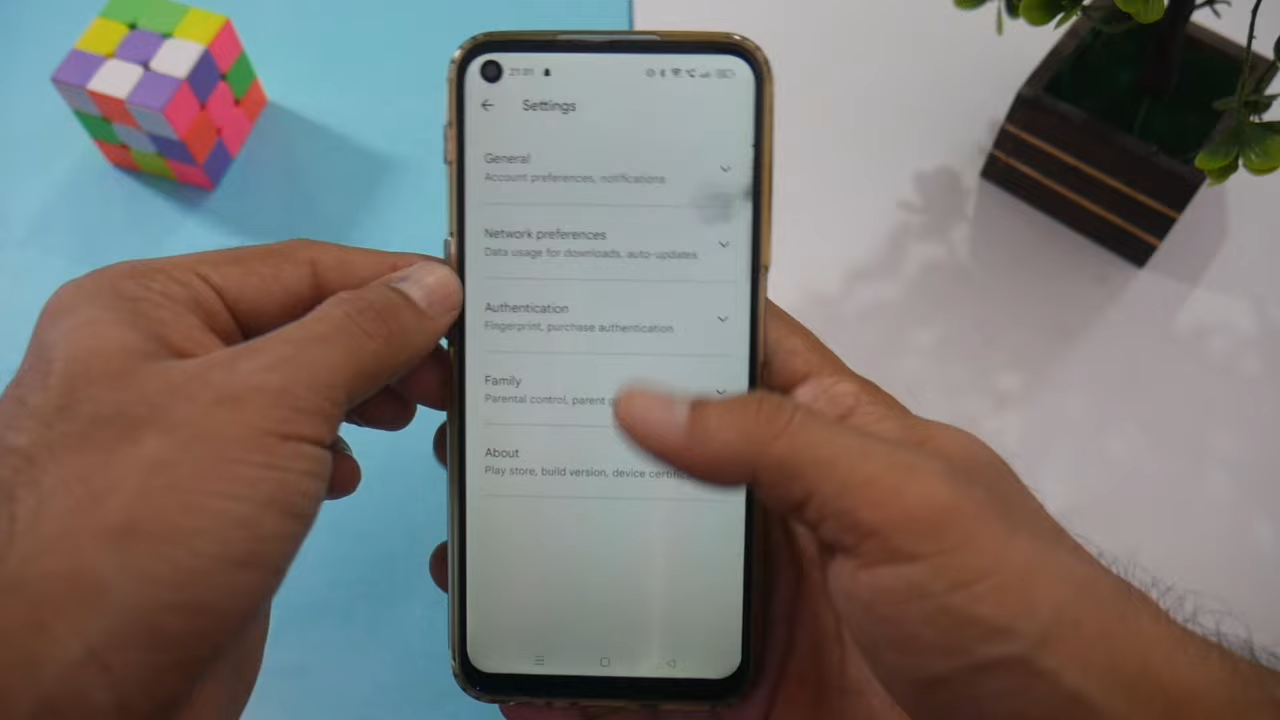 Settings
General
Account preferences, notifications
Network preferences
Data usage for downloads, auto-updates
Authentication
Fingerprint, purchase authentication
Family
Parental control, parent
About
Play store, build version, device